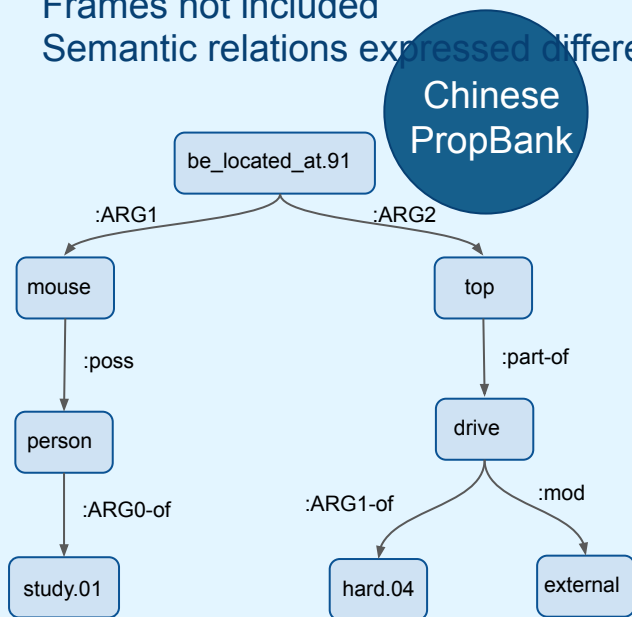 Frames not included
Semantic relations expressed
Chinese
PropBank
be_located_at.91
:ARG1
:ARG2
mouse
top
:poss
:part-of
person
drive
:ARG0-of
:ARG1-of
:mod
study.01
hard.04
external